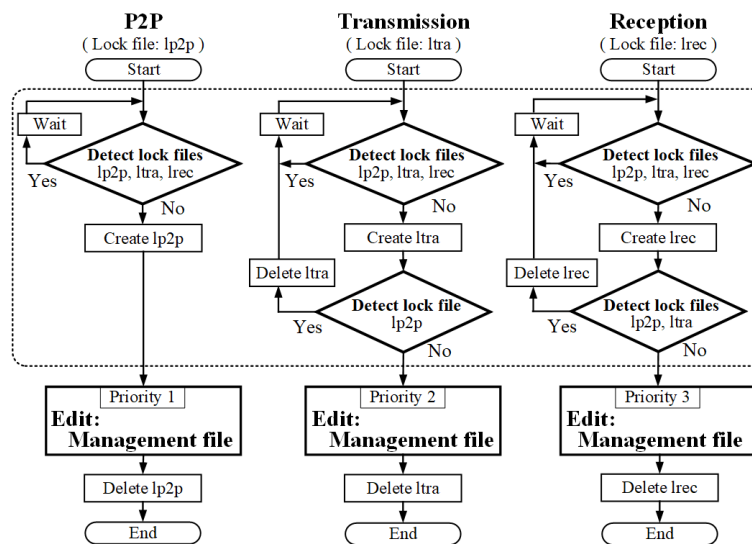 P2P
( Lock file: lp2p )
Start
Wait
Detect lock files
lp2p, ltra, lrec
Yes
No
Create lp2p
Priority 1
Edit:
Management file
Delete lp2p
End
Transmission
( Lock file: ltra )
Start
Wait
Detect lock files
lp2p, ltra, lrec
Yes
No
Create ltra
Delete ltra
Detect lock file
lp2p
Yes
No
Priority 2
Edit:
Management file
Delete ltra
End
Reception
( Lock file: lrec )
Start
Wait
Detect lock files
lp2p, ltra, lrec
Yes
No
Create lrec
Delete lrec
Detect lock files
lp2p, ltra
Yes
No
Priority 3
Edit:
Management file
Delete lrec
End